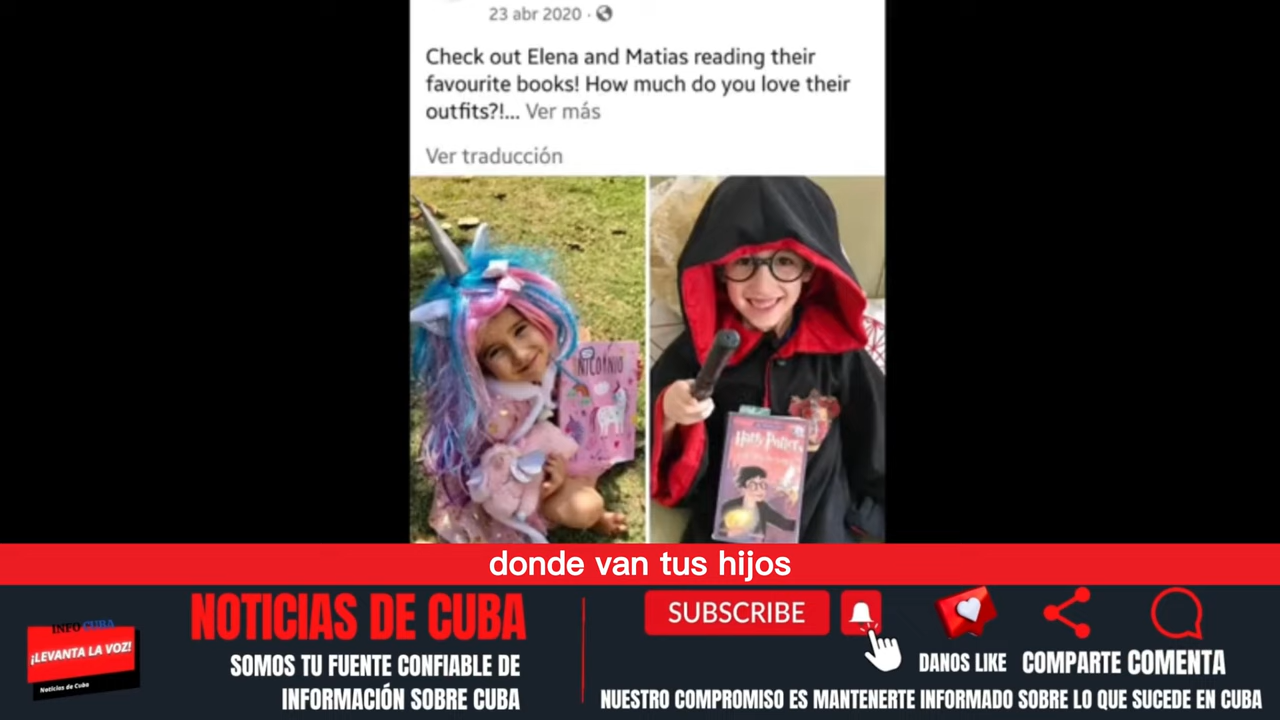 23 abr 2020 ·
Check out Elena and Matias reading their
favourite books! How much do you love their
outfits?!... Ver más
Ver traducción
Harry Potter
donde van tus hijos
INFO CUBA
¡LEVANTA LA VOZ!
Noticias de Cuba
NOTICIAS DE CUBA
SOMOS TU FUENTE CONFIABLE DE
INFORMACIÓN SOBRE CUBA
SUBSCRIBE
DANOS LIKE
COMPARTE
COMENTA
NUESTRO COMPROMISO ES MANTENERTE INFORMADO SOBRE LO QUE SUCEDE EN CUBA